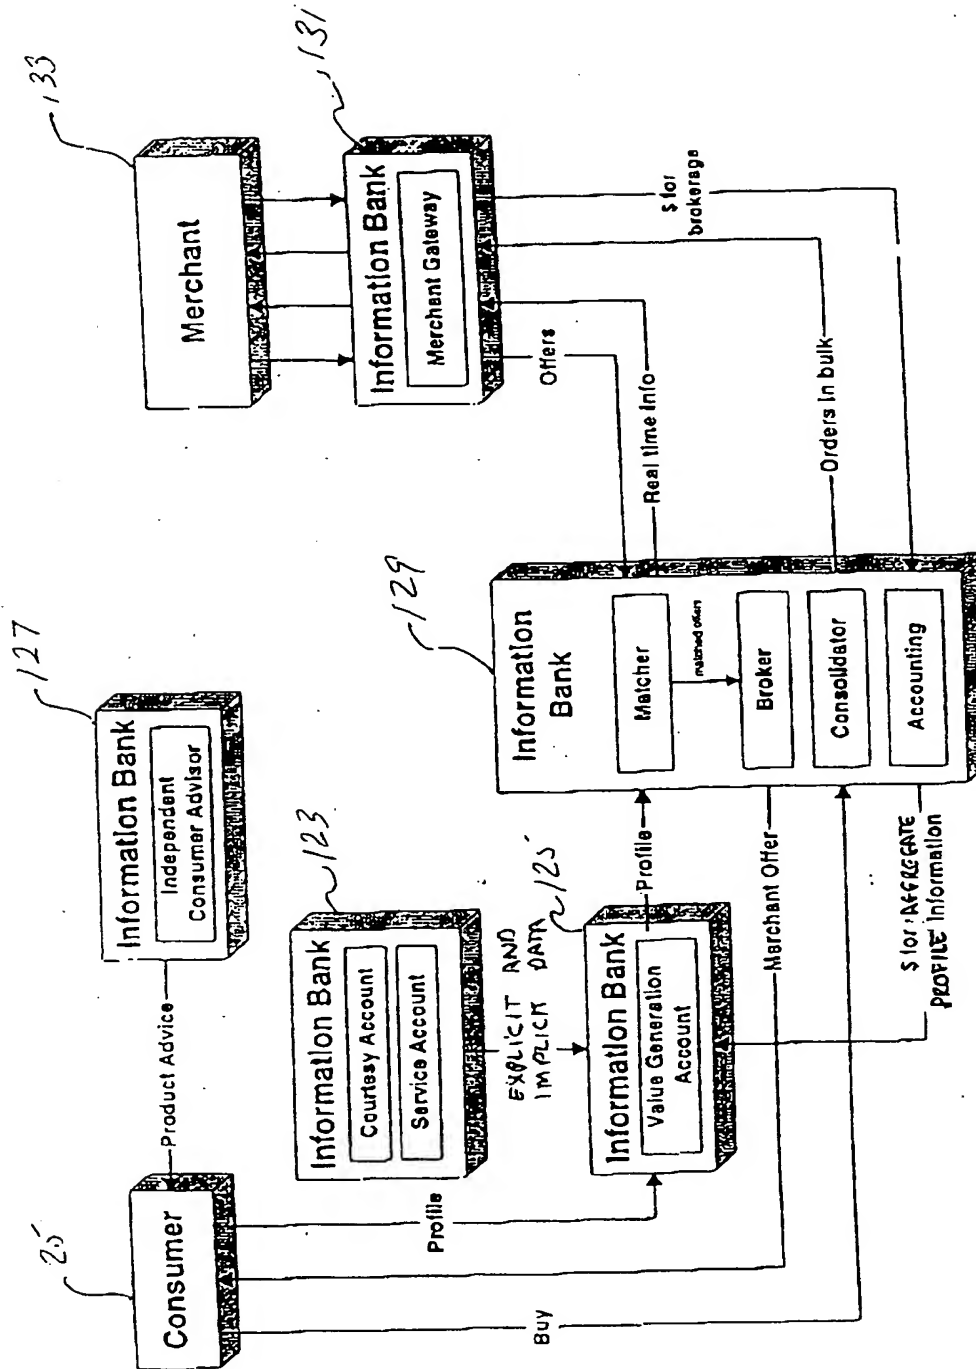 133
Merchant
131
Information Bank
Merchant Gateway
$ for
brokerage
Offers
Real time Info
Orders in bulk
127
Information Bank
Independent
Consumer Advisor
129
Information
Bank
Matcher
matched offers
Broker
Consolidator
Accounting
Product Advice
123
Information Bank
Courtesy Account
Service Account
EXPLICIT AND
IMPLICIT DATA
125
Information Bank
Value Generation
Account
Profile
Merchant Offer
$ for AGGREGATE
PROFILE Information
25
Consumer
Profile
Buy